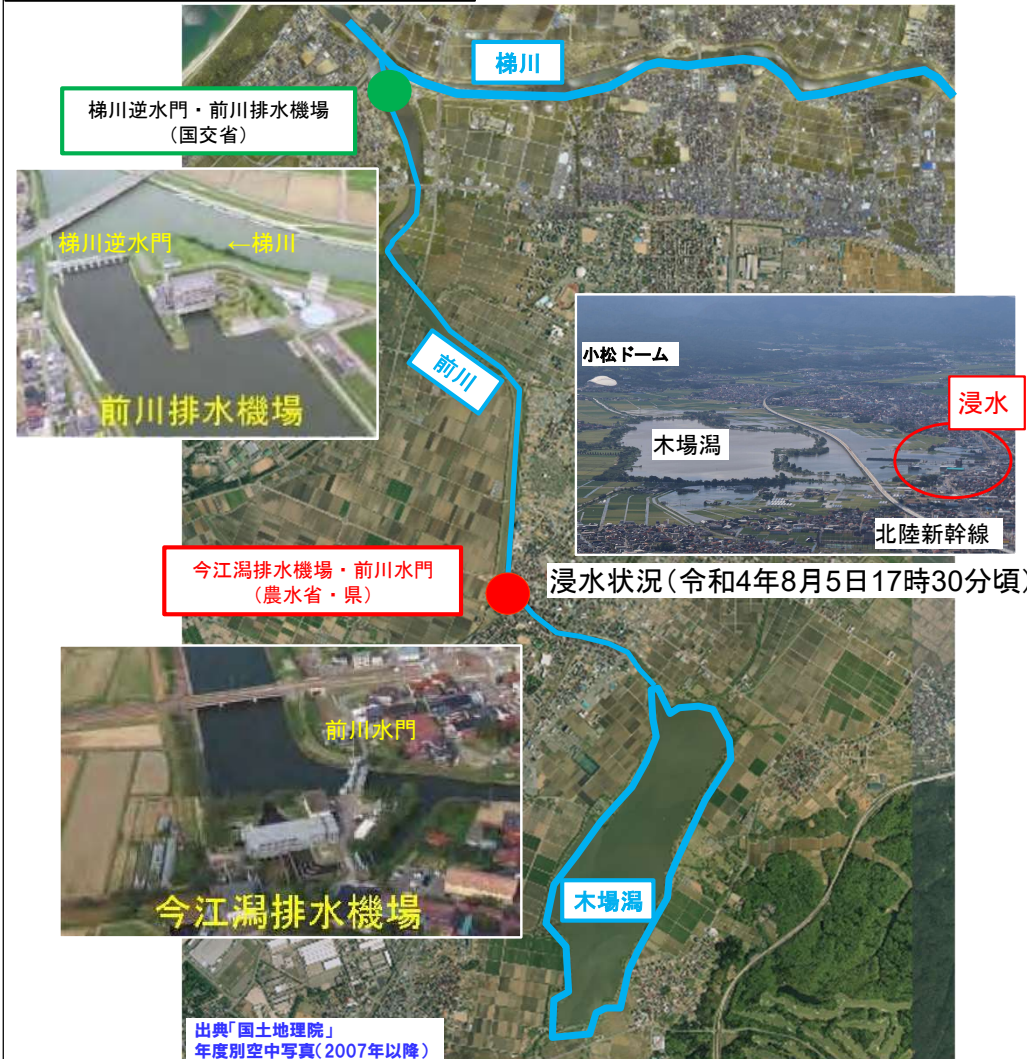 梯川
梯川逆水門・前川排水機場
(国交省)
梯川逆水門
←梯川
前川排水機場
前川
小松ドーム
浸水
木場潟
北陸新幹線
浸水状況(令和4年8月5日17時30分頃)
今江潟排水機場・前川水門
(農水省・県)
前川水門
今江潟排水機場
木場潟
出典「国土地理院」
年度別空中写真(2007年以降)